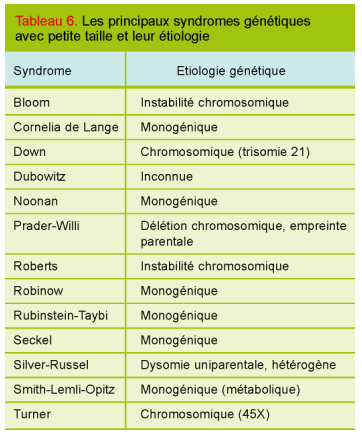 Tableau 6. Les principaux syndromes génétiques
avec petite taille et leur étiologie
Syndrome Etiologie génétique
Bloom Instabilité chromosomique
Cornelia de Lange Monogénique
Down Chromosomique (trisomie 21)
Dubowitz Inconnue
Noonan Monogénique
Prader-Willi Délétion chromosomique, empreinte
parentale
Roberts Instabilité chromosomique
Robinow Monogénique
Rubinstein-Taybi Monogénique
Seckel Monogénique
Silver-Russel Dysomie uniparentale, hétérogène
Smith-Lemli-Opitz Monogénique (métabolique)
Turner Chromosomique (45X)